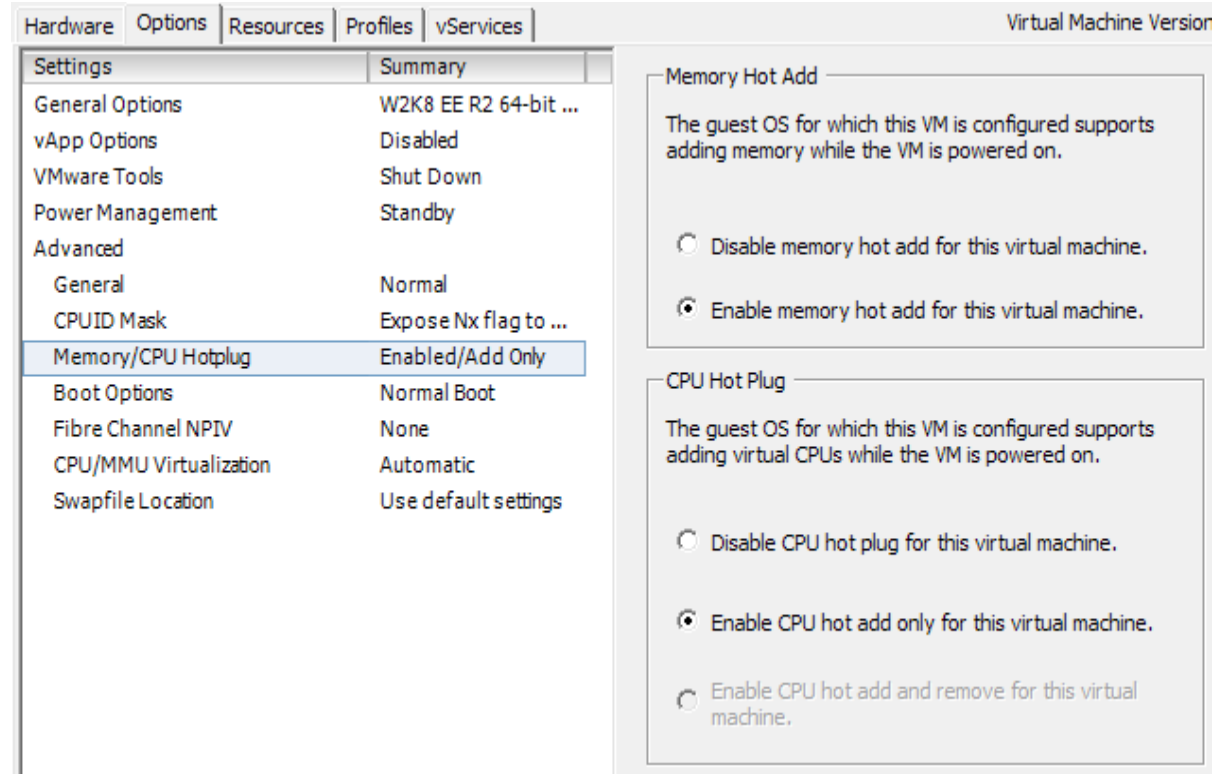 Hardware Options Resources Profiles vServices Virtual Machine Version
Settings Summary
General Options W2K8 EE R2 64-bit ...
vApp Options Disabled
VMware Tools Shut Down
Power Management Standby
Advanced
General Normal
CPUID Mask Expose Nx flag to ...
Memory/CPU Hotplug Enabled/Add Only
Boot Options Normal Boot
Fibre Channel NPIV None
CPU/MMU Virtualization Automatic
Swapfile Location Use default settings
Memory Hot Add
The guest OS for which this VM is configured supports
adding memory while the VM is powered on.
Disable memory hot add for this virtual machine.
Enable memory hot add for this virtual machine.
CPU Hot Plug
The guest OS for which this VM is configured supports
adding virtual CPUs while the VM is powered on.
Disable CPU hot plug for this virtual machine.
Enable CPU hot add only for this virtual machine.
Enable CPU hot add and remove for this virtual
machine.